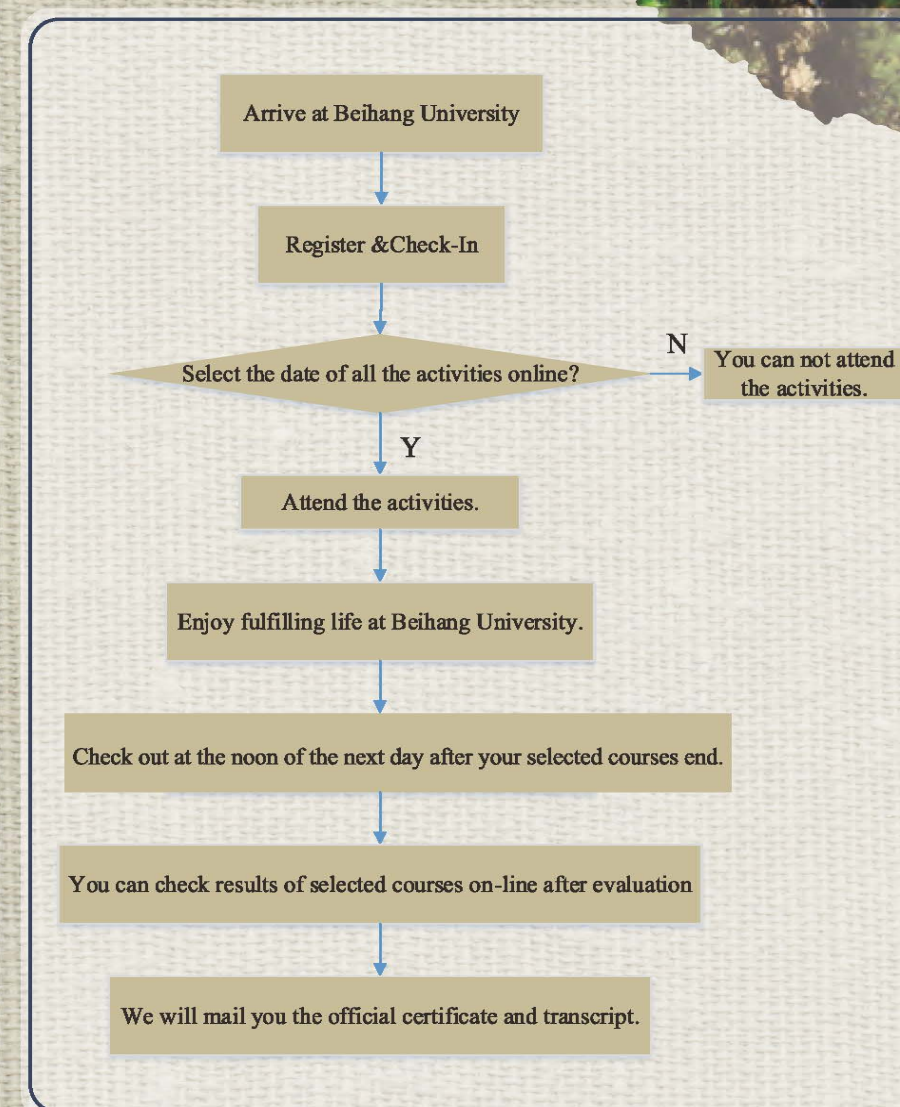 Arrive at Beihang University
Register &Check-In
Select the date of all the activities online?
N
You can not attend
the activities.
Y
Attend the activities.
Enjoy fulfilling life at Beihang University.
Check out at the noon of the next day after your selected courses end.
You can check results of selected courses on-line after evaluation
We will mail you the official certificate and transcript.